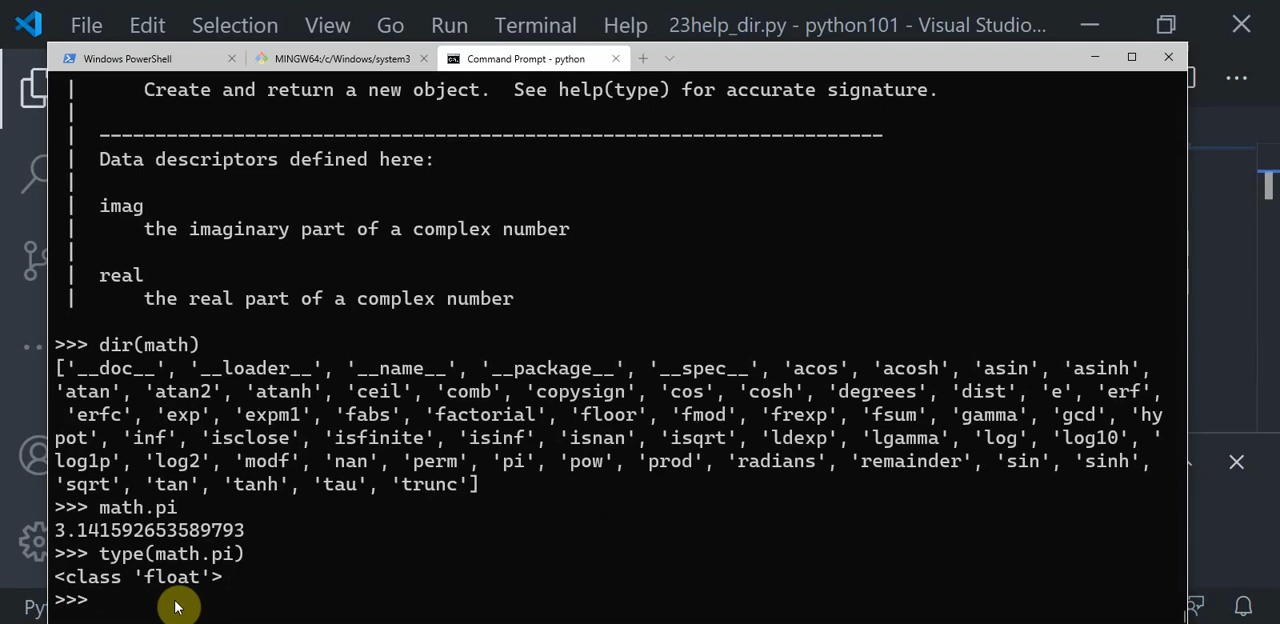 File Edit Selection View Go Run Terminal Help 23help_dir.py - python101 - Visual Studio...
Windows PowerShell
MINGW64:/c/Windows/system3
Command Prompt - python
| Create and return a new object.  See help(type) for accurate signature.
|
| ----------------------------------------------------------------------
| Data descriptors defined here:
|
| imag
| the imaginary part of a complex number
|
| real
| the real part of a complex number
>>> dir(math)
['__doc__', '__loader__', '__name__', '__package__', '__spec__', 'acos', 'acosh', 'asin', 'asinh',
'atan', 'atan2', 'atanh', 'ceil', 'comb', 'copysign', 'cos', 'cosh', 'degrees', 'dist', 'e', 'erf',
'erfc', 'exp', 'expm1', 'fabs', 'factorial', 'floor', 'fmod', 'frexp', 'fsum', 'gamma', 'gcd', 'hy
pot', 'inf', 'isclose', 'isfinite', 'isinf', 'isnan', 'isqrt', 'ldexp', 'lgamma', 'log', 'log10', '
log1p', 'log2', 'modf', 'nan', 'perm', 'pi', 'pow', 'prod', 'radians', 'remainder', 'sin', 'sinh',
'sqrt', 'tan', 'tanh', 'tau', 'trunc']
>>> math.pi
3.141592653589793
>>> type(math.pi)
<class 'float'>
>>>
Py